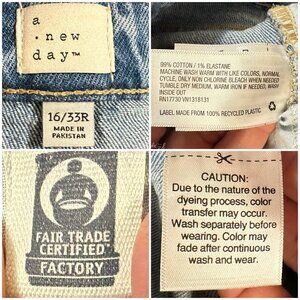 a
· new
day™
16/33R
MADE IN
PAKISTAN
99% COTTON / 1% ELASTANE
MACHINE WASH WARM WITH LIKE COLORS, NORMAL
CYCLE, ONLY NON CHLORINE BLEACH WHEN NEEDED
TUMBLE DRY MEDIUM, WARM IRON IF NEEDED, WASH
INSIDE OUT
RN17730 VN1318131
LABEL MADE FROM 100% RECYCLED PLASTIC
FAIR TRADE
CERTIFIED™
FACTORY
CAUTION:
Due to the nature of the
dyeing process, color
transfer may occur.
Wash separately before
wearing. Color may
fade after continuous
wash and wear.